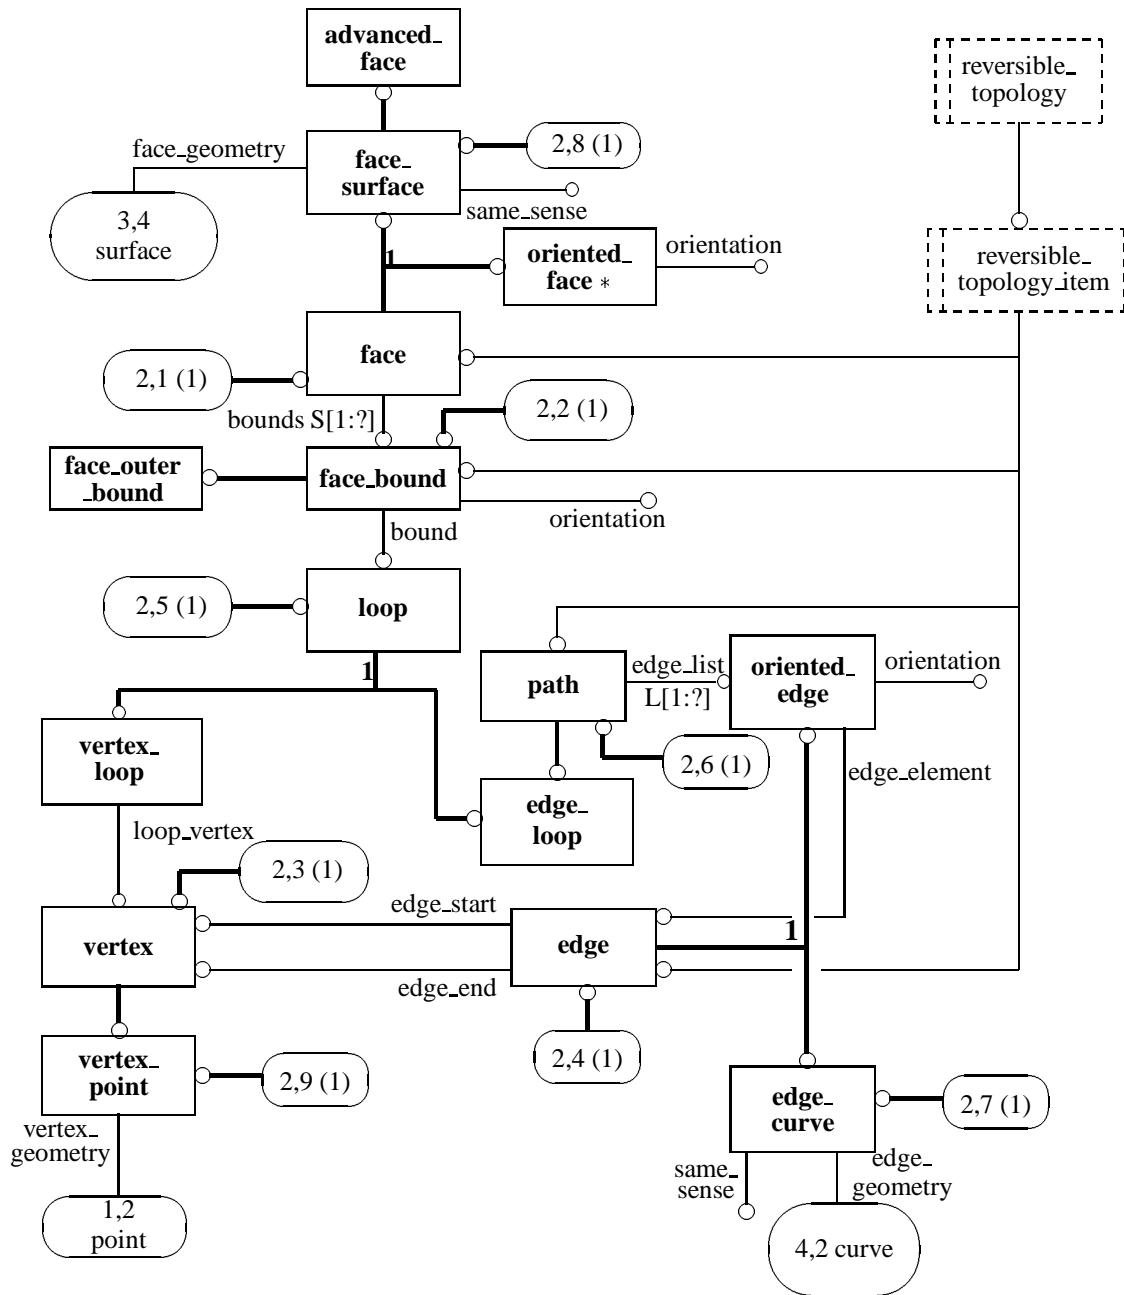 advanced_
face
reversible_
topology
face_geometry
face_
surface
2,8 (1)
same_sense
3,4
surface
1
oriented_
face *
orientation
reversible_
topology_item
face
2,1 (1)
bounds S[1:?]
2,2 (1)
face_outer
_bound
face_bound
orientation
bound
2,5 (1)
loop
1
path
edge_list
L[1:?]
oriented_
edge
orientation
vertex_
loop
2,6 (1)
edge_element
edge_
loop
loop_vertex
2,3 (1)
vertex
edge_start
edge_end
edge
1
2,4 (1)
vertex_
point
2,9 (1)
edge_
curve
2,7 (1)
vertex_
geometry
same_
sense
edge_
geometry
1,2
point
4,2 curve